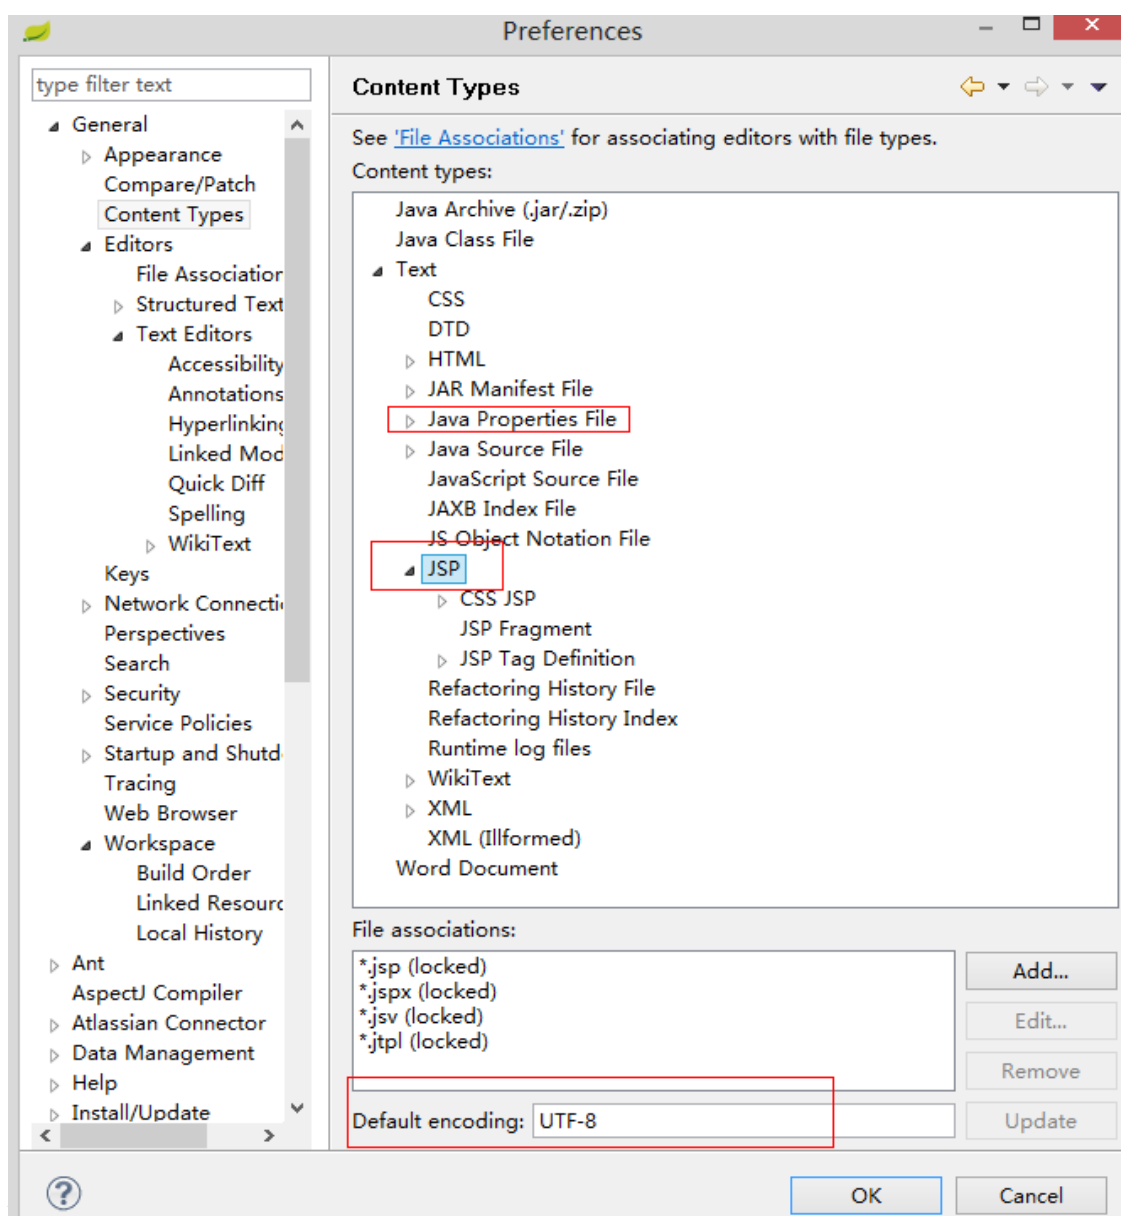 Preferences
type filter text
General
Appearance
Compare/Patch
Content Types
Editors
File Association
Structured Text
Text Editors
Accessibility
Annotations
Hyperlinking
Linked Mod
Quick Diff
Spelling
WikiText
Keys
Network Connecti
Perspectives
Search
Security
Service Policies
Startup and Shutd
Tracing
Web Browser
Workspace
Build Order
Linked Resourc
Local History
Ant
AspectJ Compiler
Atlassian Connector
Data Management
Help
Install/Update
Content Types
See 'File Associations' for associating editors with file types.
Content types:
Java Archive (.jar/.zip)
Java Class File
Text
CSS
DTD
HTML
JAR Manifest File
Java Properties File
Java Source File
JavaScript Source File
JAXB Index File
JS Object Notation File
JSP
CSS JSP
JSP Fragment
JSP Tag Definition
Refactoring History File
Refactoring History Index
Runtime log files
WikiText
XML
XML (Illformed)
Word Document
File associations:
*.jsp (locked)
*.jspx (locked)
*.jsv (locked)
*.jtpl (locked)
Add...
Edit...
Remove
Default encoding: UTF-8
Update
?
OK
Cancel